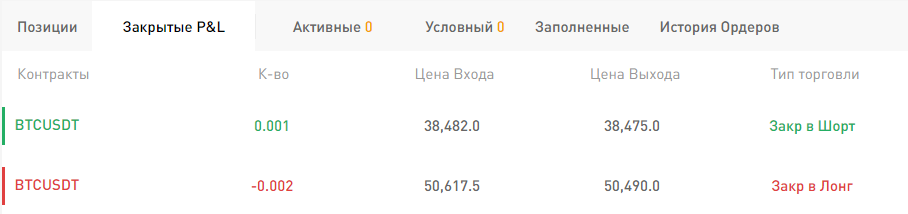 Позиции Закрытые P&L Активные 0 Условный 0 Заполненные История Ордеров
Контракты К-во Цена Входа Цена Выхода Тип торговли
BTCUSDT 0.001 38,482.0 38,475.0 Закр в Шорт
BTCUSDT -0.002 50,617.5 50,490.0 Закр в Лонг